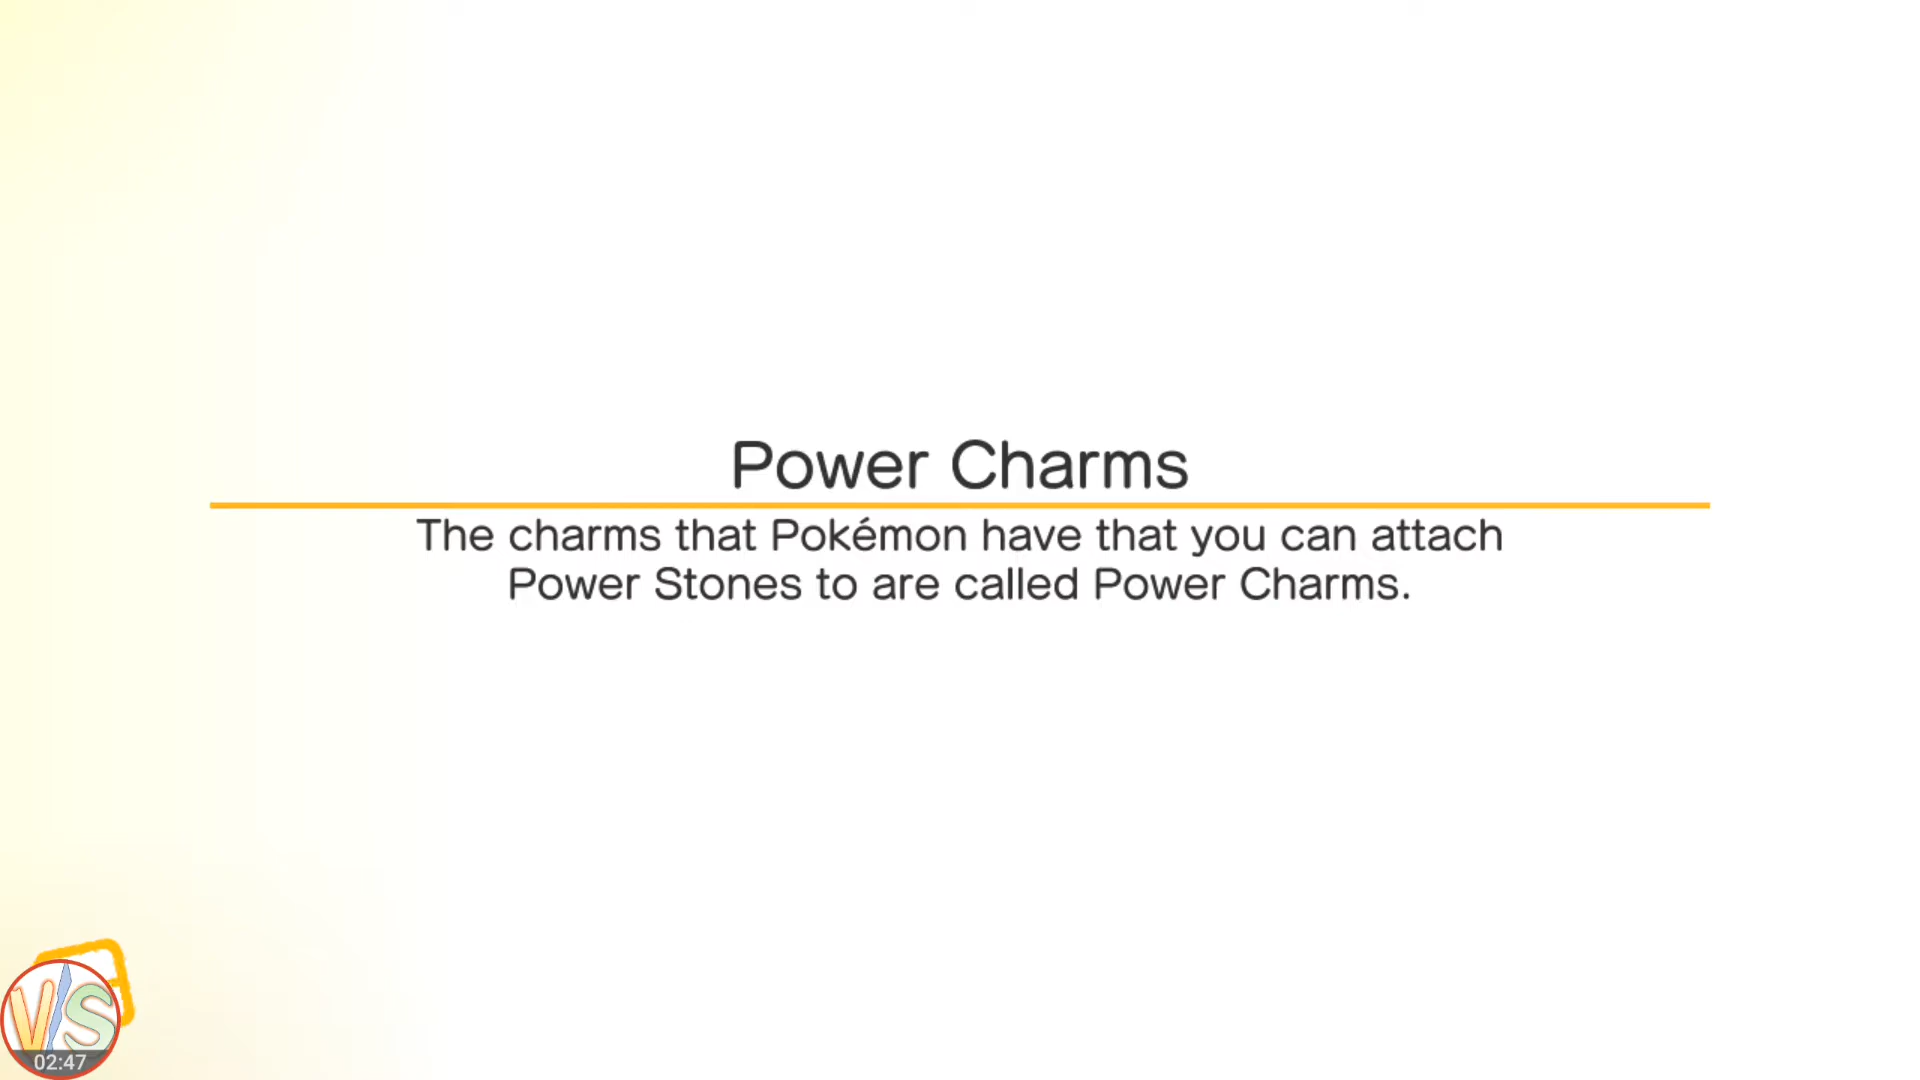 Power Charms
The charms that Pokémon have that you can attach
Power Stones to are called Power Charms.
V/S
02:47